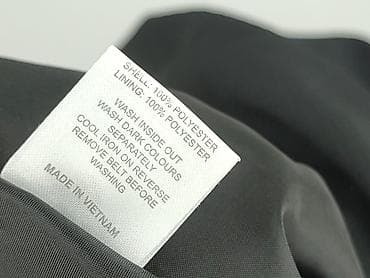 SHELL: 100% POLYESTER
LINING: 100% POLYESTER
WASH INSIDE OUT
WASH DARK COLOURS
SEPARATELY
COOL IRON ON REVERSE
REMOVE BELT BEFORE
WASHING
MADE IN VIETNAM